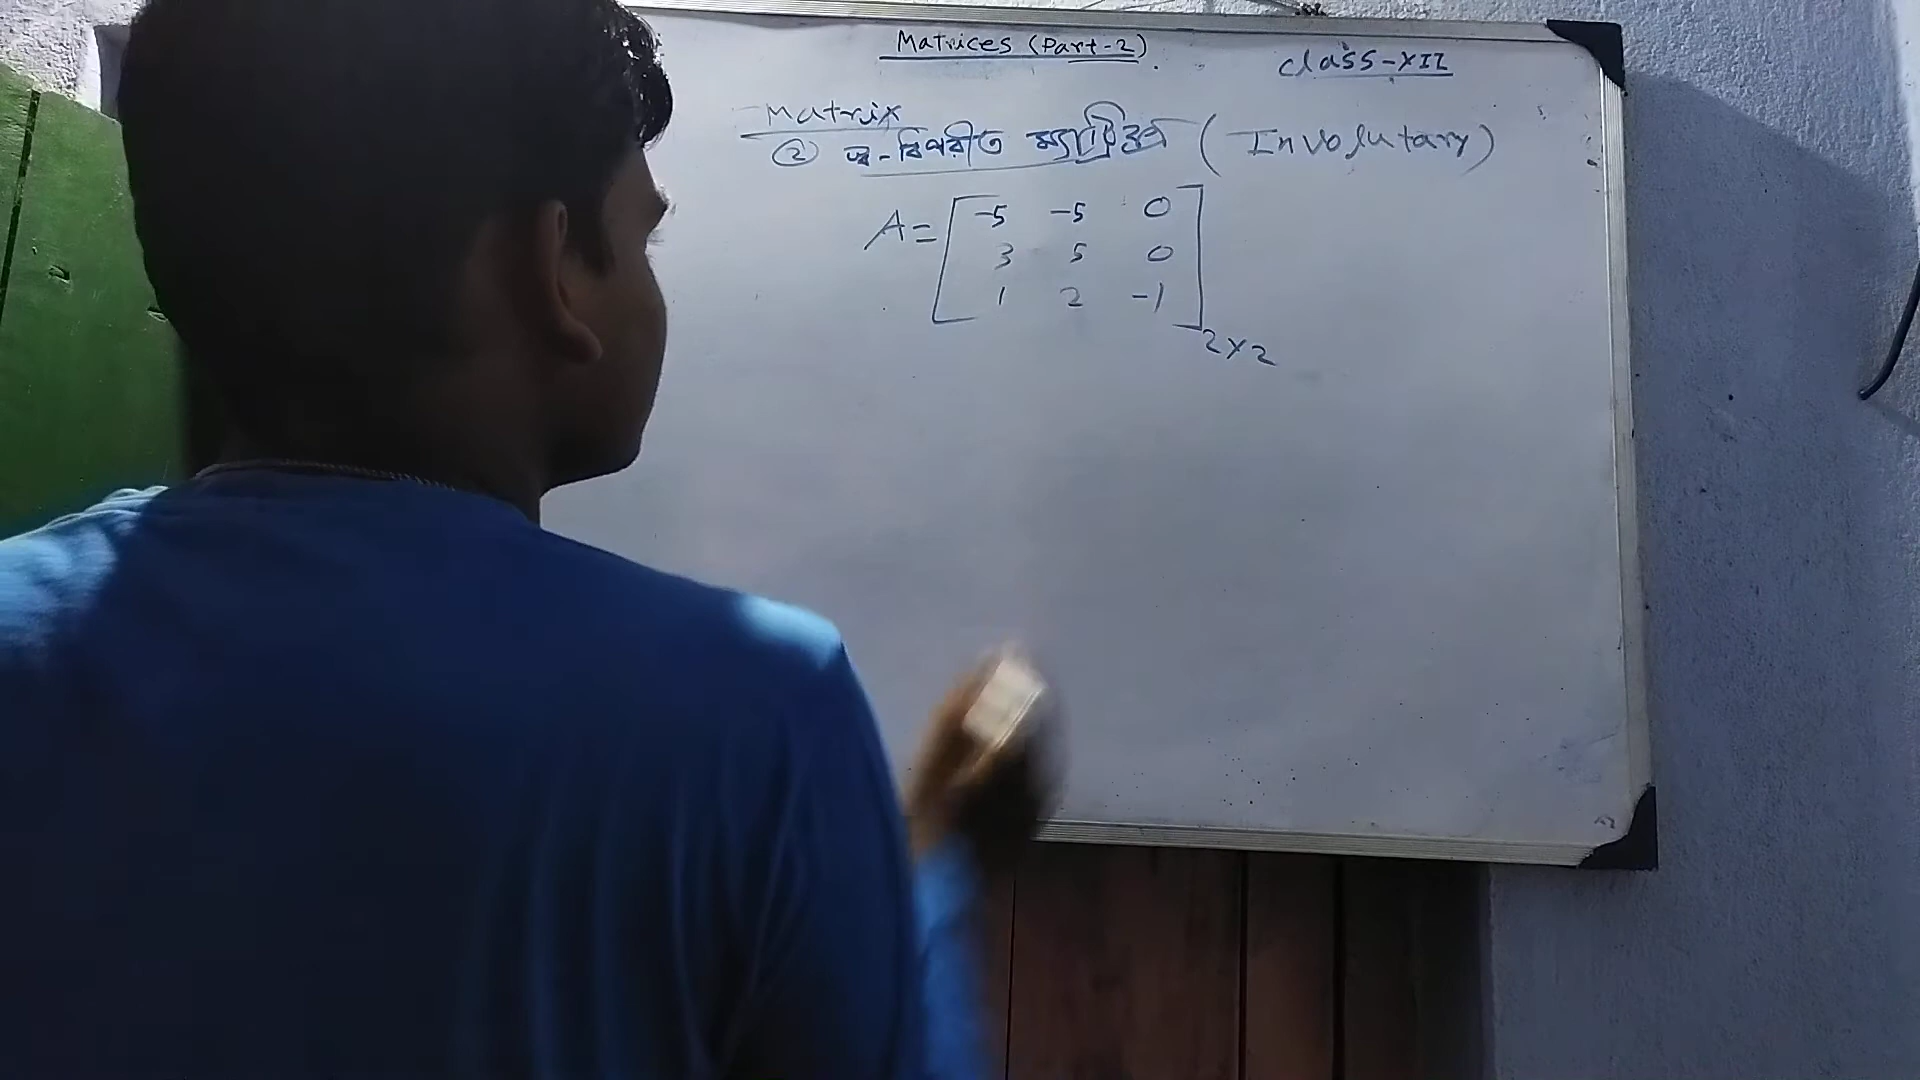 Matrices (Part-2)
class-XII
Matrix
② স্ব-বিপরীত ম্যাট্রিক্স (Involutary)
A = [ -5 -5 0
3 5 0
1 2 -1 ] 2x2